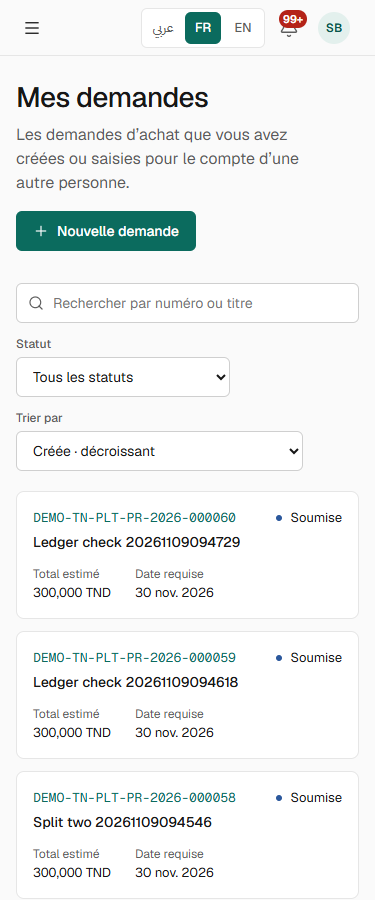 عربي FR EN 99+ SB
Mes demandes
Les demandes d’achat que vous avez
créées ou saisies pour le compte d’une
autre personne.
+ Nouvelle demande
Rechercher par numéro ou titre
Statut
Tous les statuts
Trier par
Créée · décroissant
DEMO-TN-PLT-PR-2026-000060 Soumise
Ledger check 20261109094729
Total estimé Date requise
300,000 TND 30 nov. 2026
DEMO-TN-PLT-PR-2026-000059 Soumise
Ledger check 20261109094618
Total estimé Date requise
300,000 TND 30 nov. 2026
DEMO-TN-PLT-PR-2026-000058 Soumise
Split two 20261109094546
Total estimé Date requise
300,000 TND 30 nov. 2026